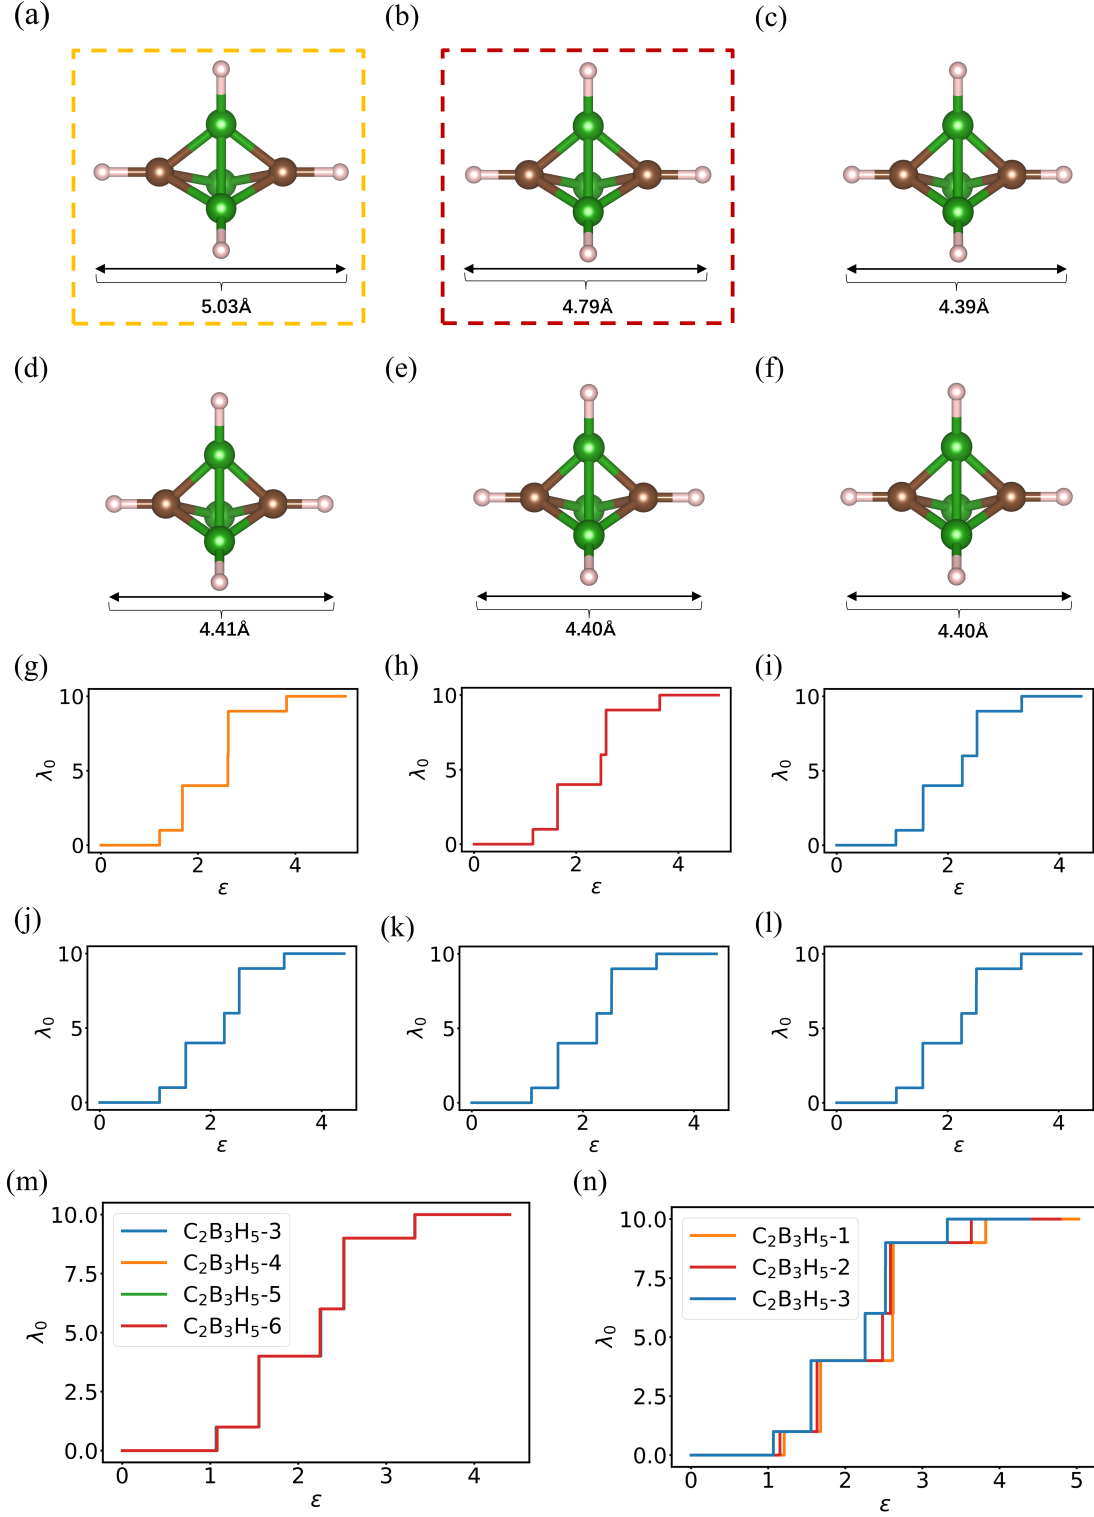 (a) (b) (c)
5.03Å 4.79Å 4.39Å
(d) (e) (f)
4.41Å 4.40Å 4.40Å
(g) (h) (i)
10 10 10
λ₀ 5 λ₀ 5 λ₀ 5
0 0 0
0 2 4 0 2 4 0 2 4
ε ε ε
(j) (k) (l)
10 10 10
λ₀ 5 λ₀ 5 λ₀ 5
0 0 0
0 2 4 0 2 4 0 2 4
ε ε ε
(m) (n)
10.0 C₂B₃H₅-3 10.0 C₂B₃H₅-1
C₂B₃H₅-4 C₂B₃H₅-2
7.5 C₂B₃H₅-5 7.5 C₂B₃H₅-3
C₂B₃H₅-6
λ₀ 5.0 λ₀ 5.0
2.5 2.5
0.0 0.0
0 1 2 3 4 0 1 2 3 4 5
ε ε